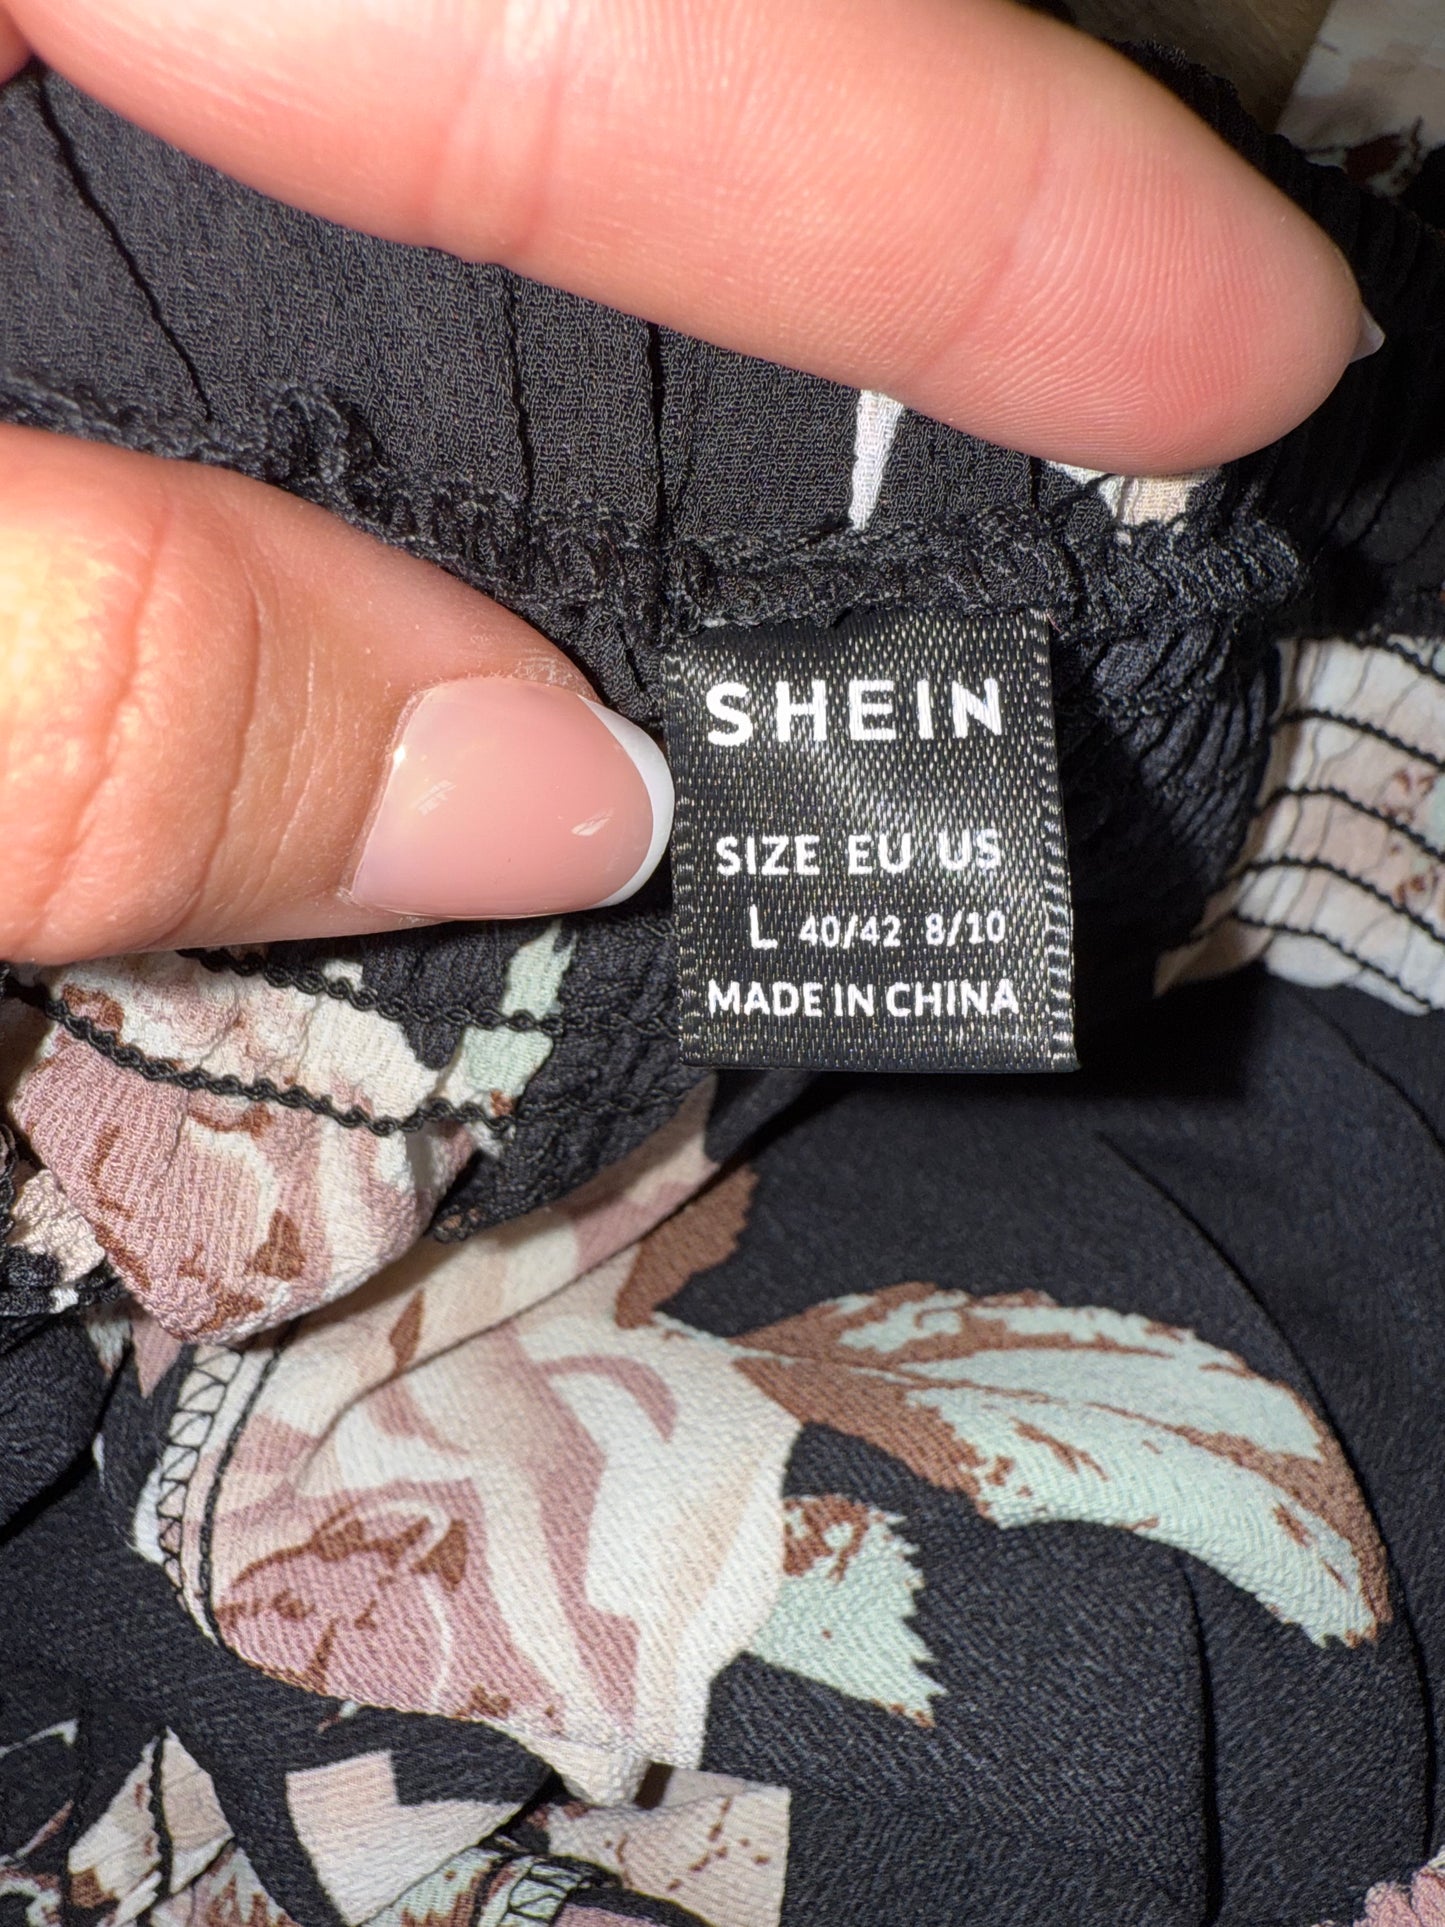 SHEIN
SIZE EU US
L 40/42 8/10
MADE IN CHINA